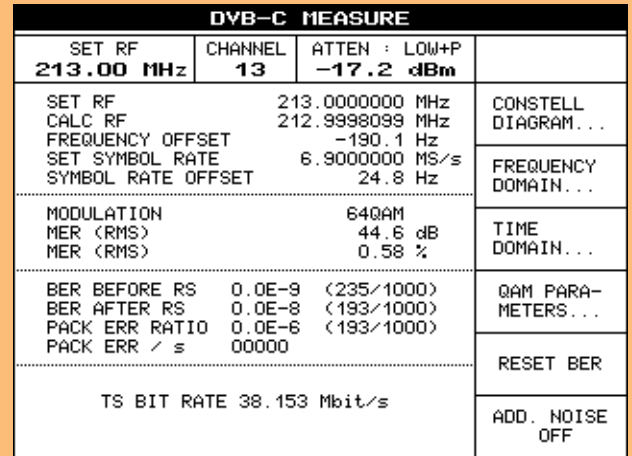 DVB-C MEASURE
SET RF CHANNEL ATTEN : LOW+P
213.00 MHz 13 -17.2 dBm
SET RF 213.0000000 MHz
CALC RF 212.9998099 MHz
FREQUENCY OFFSET -190.1 Hz
SET SYMBOL RATE 6.9000000 MS/s
SYMBOL RATE OFFSET 24.8 Hz
MODULATION 64QAM
MER (RMS) 44.6 dB
MER (RMS) 0.58 %
BER BEFORE RS 0.0E-9 (235/1000)
BER AFTER RS 0.0E-8 (193/1000)
PACK ERR RATIO 0.0E-6 (193/1000)
PACK ERR / s 00000
TS BIT RATE 38.153 Mbit/s
CONSTELL
DIAGRAM...
FREQUENCY
DOMAIN...
TIME
DOMAIN...
QAM PARA-
METERS...
RESET BER
ADD. NOISE
OFF